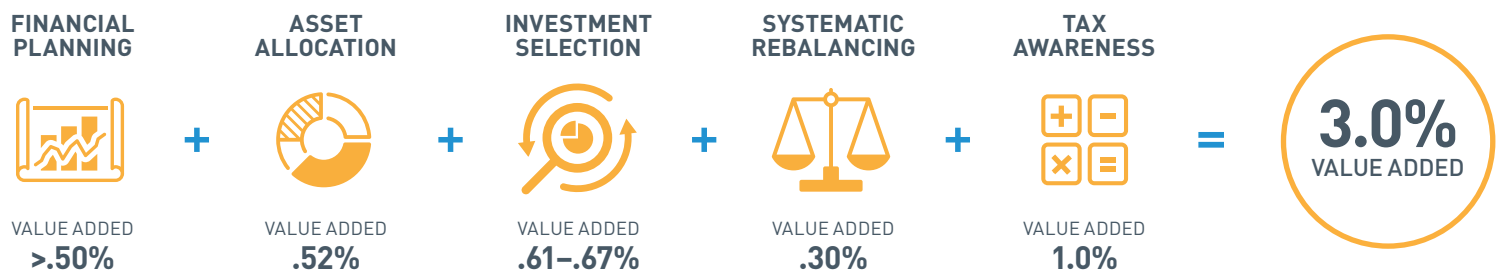 FINANCIAL
PLANNING
VALUE ADDED
>.50%
+
ASSET
ALLOCATION
VALUE ADDED
.52%
+
INVESTMENT
SELECTION
VALUE ADDED
.61–.67%
+
SYSTEMATIC
REBALANCING
VALUE ADDED
.30%
+
TAX
AWARENESS
+ −
× =
VALUE ADDED
1.0%
=
3.0%
VALUE ADDED